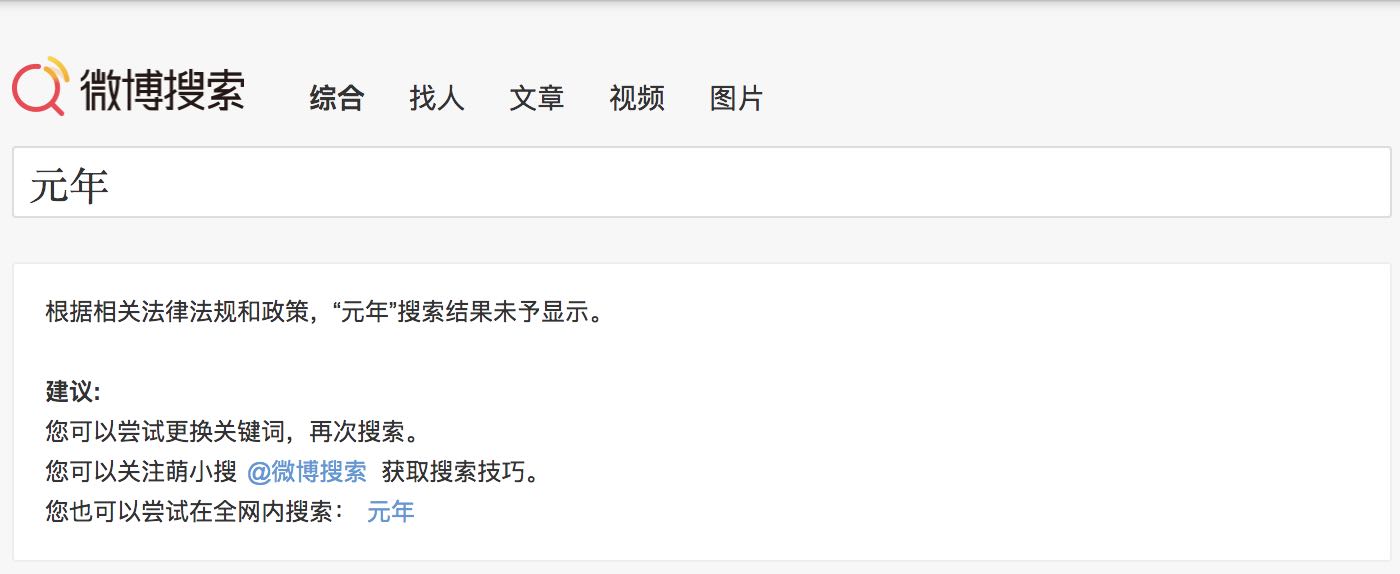 微博搜索 综合 找人 文章 视频 图片
元年
根据相关法律法规和政策，“元年”搜索结果未予显示。
建议:
您可以尝试更换关键词，再次搜索。
您可以关注萌小搜 @微博搜索 获取搜索技巧。
您也可以尝试在全网内搜索： 元年